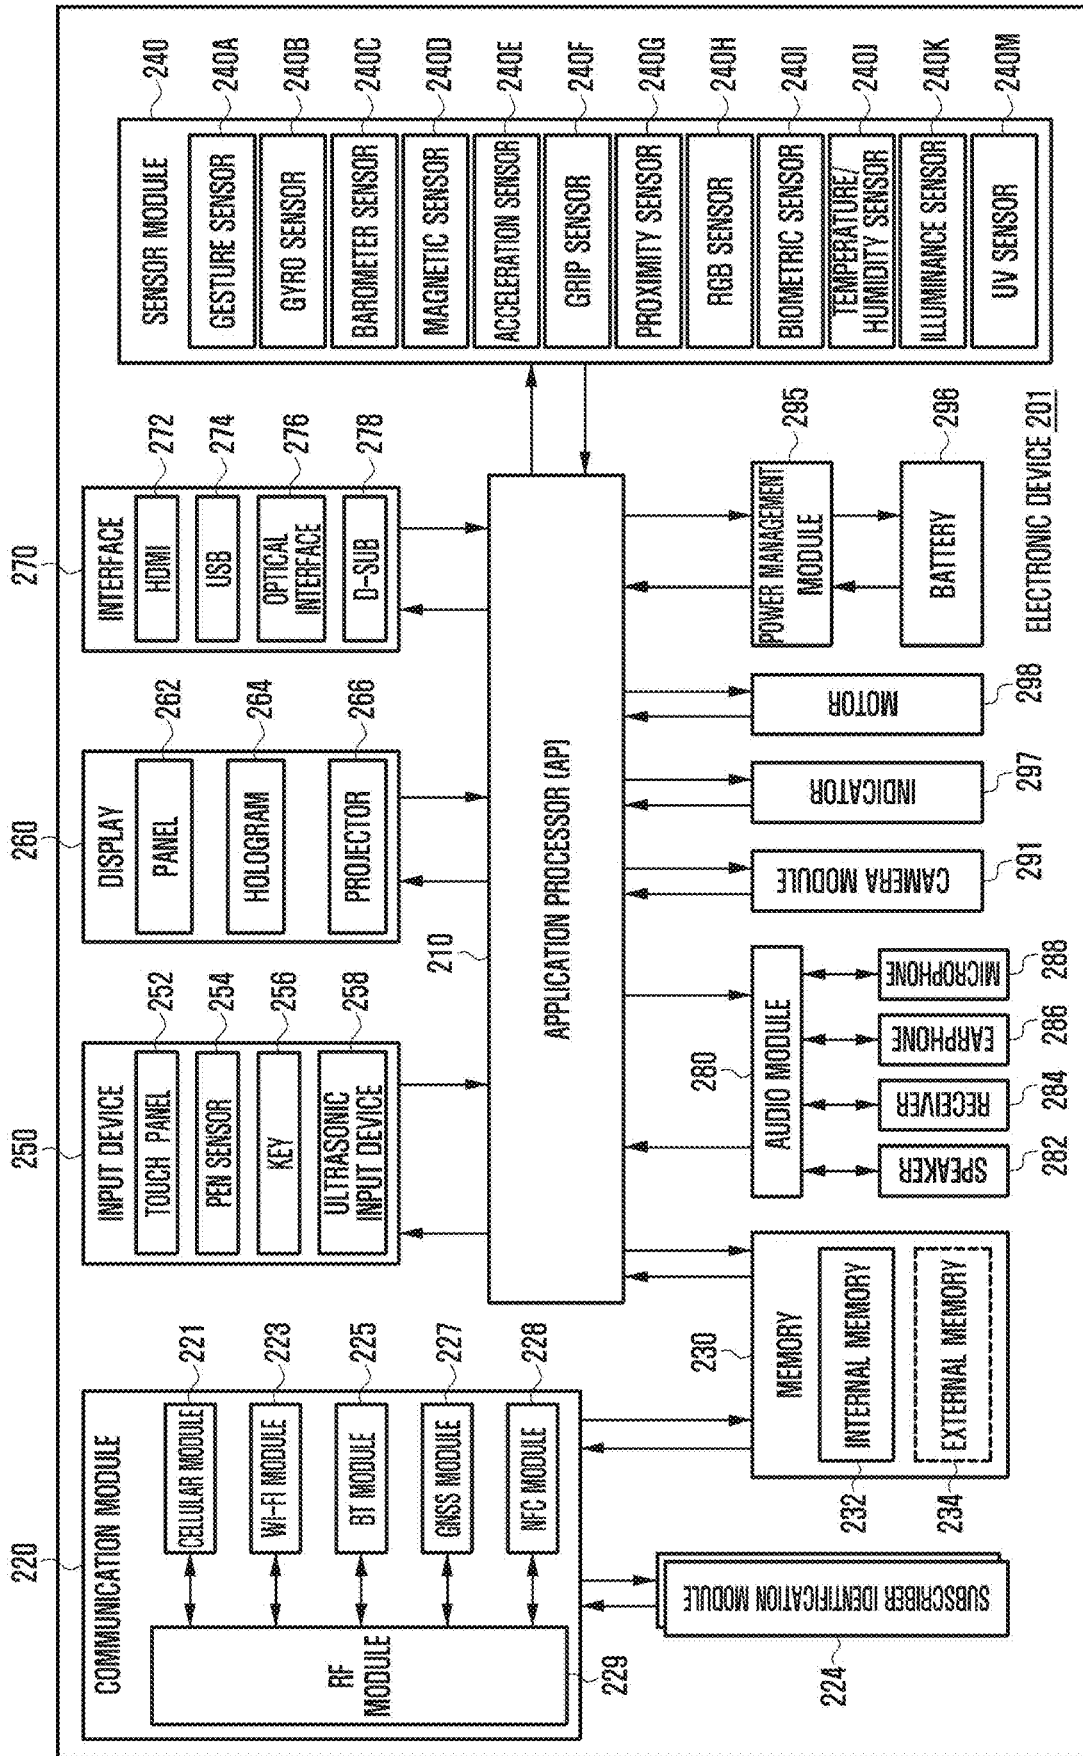 220
COMMUNICATION MODULE
CELLULAR MODULE
221
WI-FI MODULE
223
BT MODULE
225
GNSS MODULE
227
NFC MODULE
228
RF
MODULE
229
SUBSCRIBER IDENTIFICATION MODULE
224
250
INPUT DEVICE
TOUCH PANEL
252
PEN SENSOR
254
KEY
256
ULTRASONIC
INPUT DEVICE
258
260
DISPLAY
PANEL
262
HOLOGRAM
264
PROJECTOR
266
270
INTERFACE
HDMI
272
USB
274
OPTICAL
INTERFACE
276
D-SUB
278
SENSOR MODULE
240
GESTURE SENSOR
240A
GYRO SENSOR
240B
BAROMETER SENSOR
240C
MAGNETIC SENSOR
240D
ACCELERATION SENSOR
240E
GRIP SENSOR
240F
PROXIMITY SENSOR
240G
RGB SENSOR
240H
BIOMETRIC SENSOR
240I
TEMPERATURE/
HUMIDITY SENSOR
240J
ILLUMINANCE SENSOR
240K
UV SENSOR
240M
210
APPLICATION PROCESSOR (AP)
230
MEMORY
INTERNAL MEMORY
232
EXTERNAL MEMORY
234
280
AUDIO MODULE
SPEAKER
282
RECEIVER
284
EARPHONE
286
MICROPHONE
288
CAMERA MODULE
291
INDICATOR
297
MOTOR
298
POWER MANAGEMENT
MODULE
295
BATTERY
296
ELECTRONIC DEVICE 201